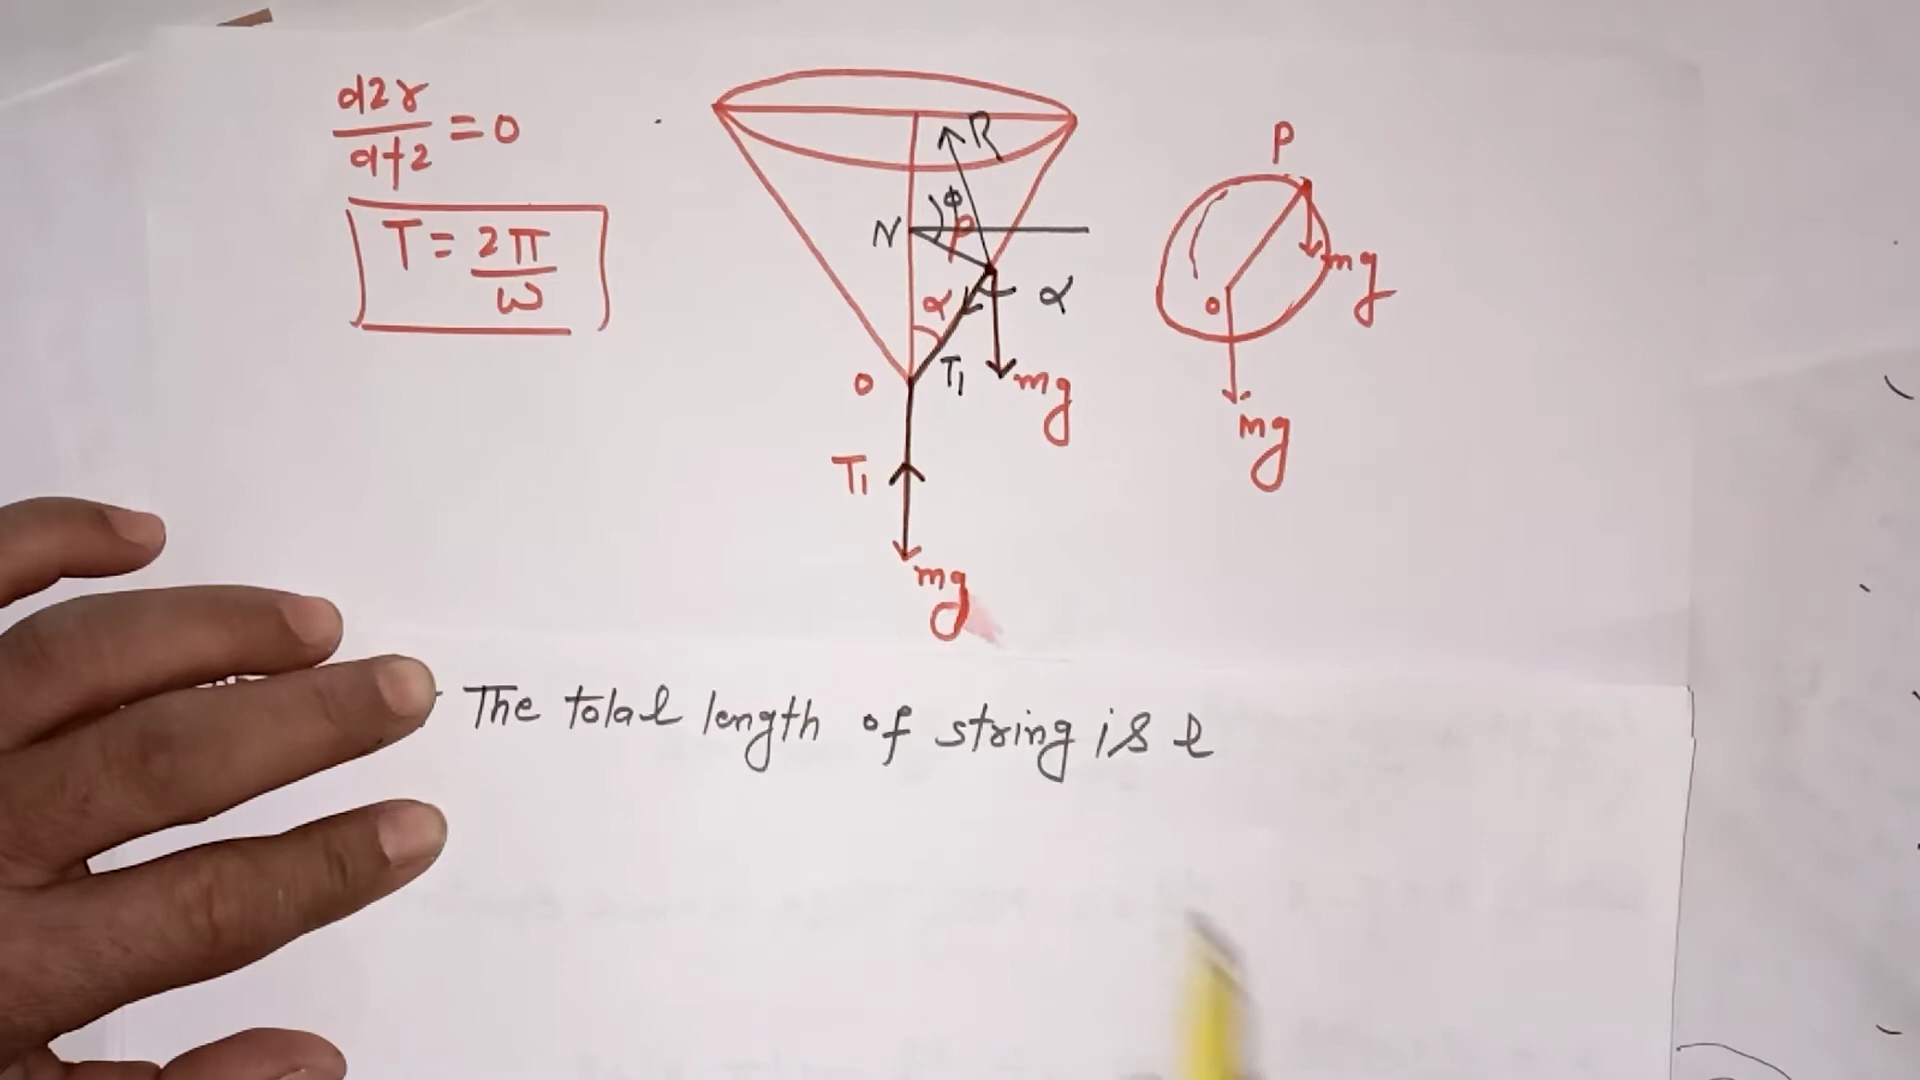 d2r
dt2 = 0
T = 2π
ω
R
N
ϕ
P
α
α
O
T1
mg
T1
mg
P
O
mg
mg
The total length of string is l